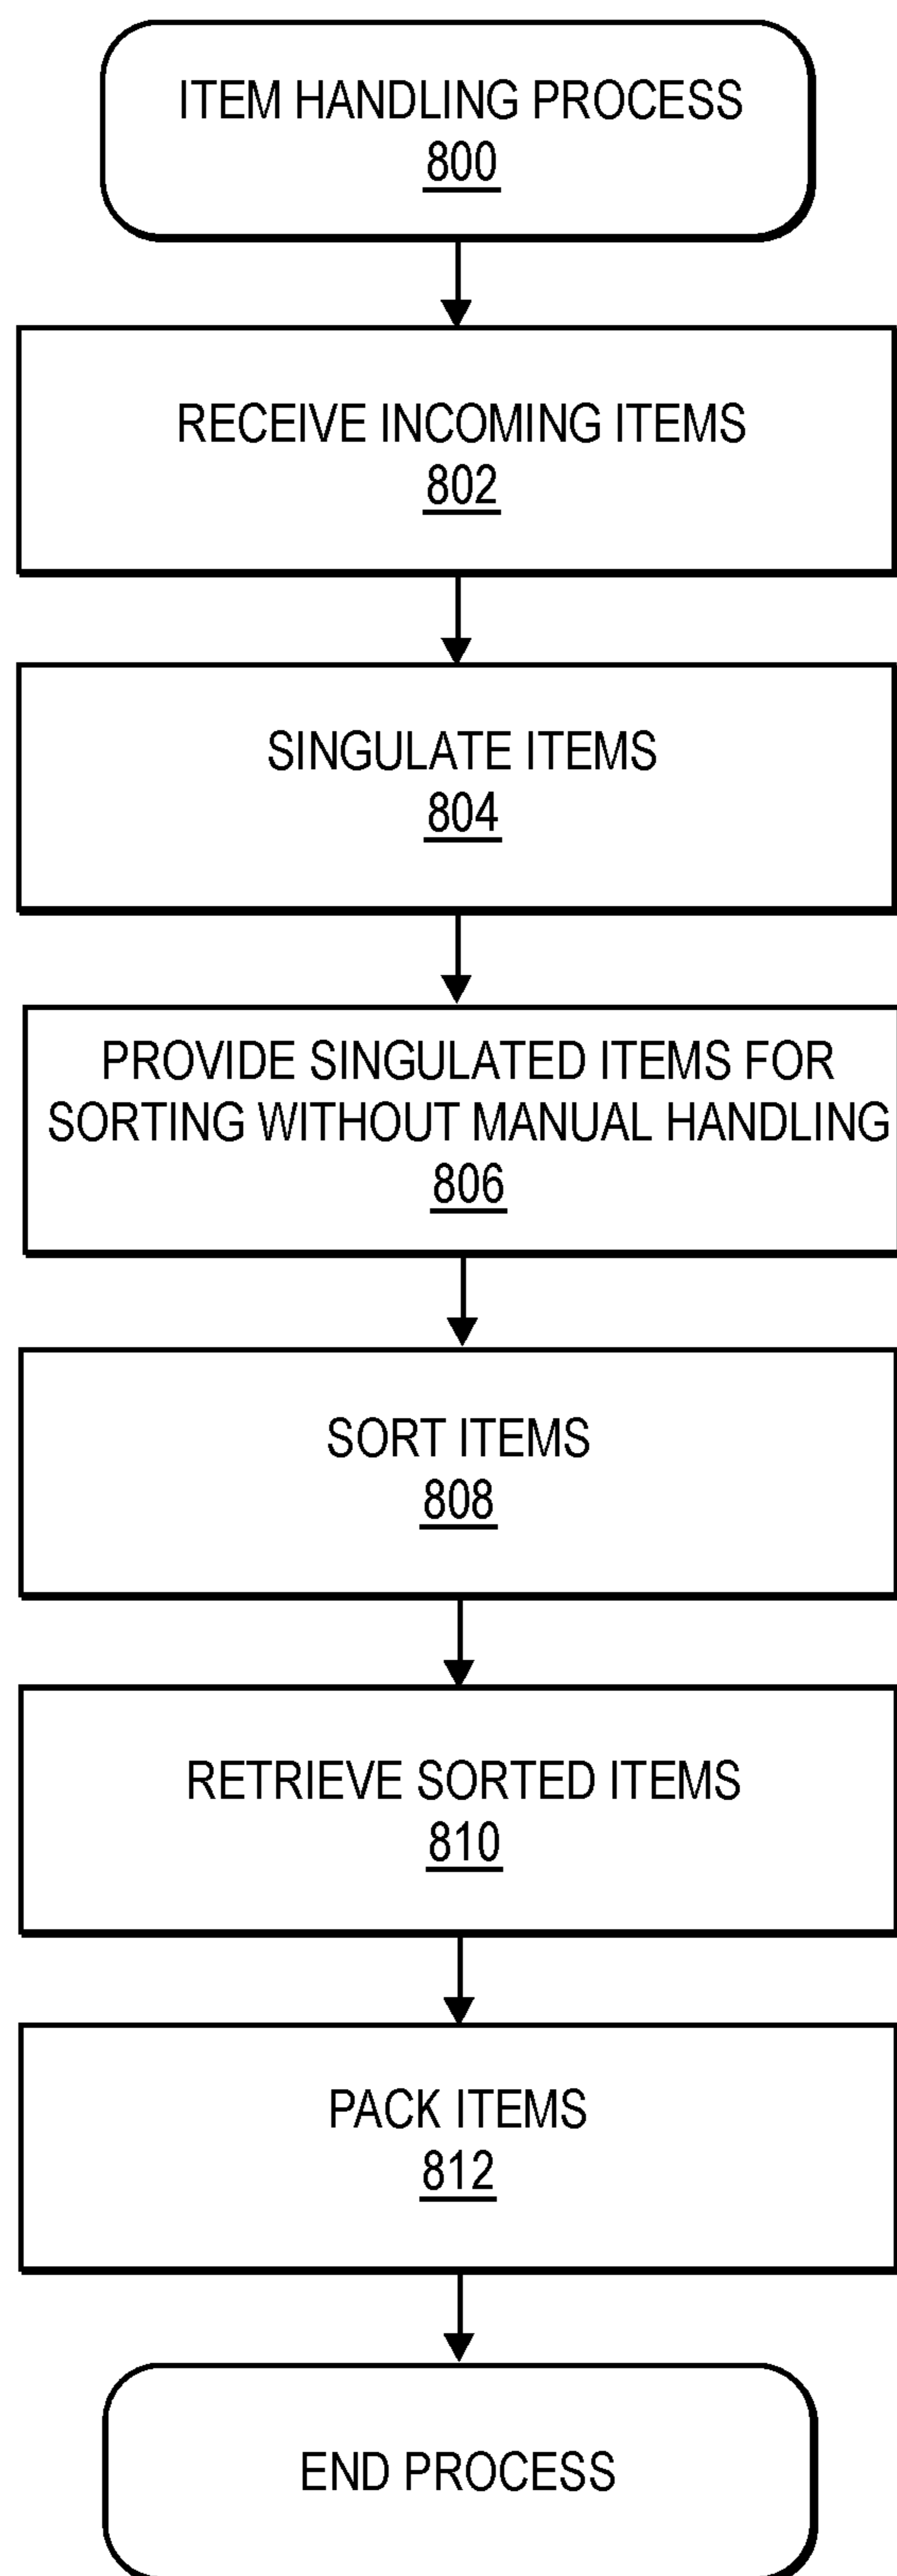 ITEM HANDLING PROCESS
800
RECEIVE INCOMING ITEMS
802
SINGULATE ITEMS
804
PROVIDE SINGULATED ITEMS FOR
SORTING WITHOUT MANUAL HANDLING
806
SORT ITEMS
808
RETRIEVE SORTED ITEMS
810
PACK ITEMS
812
END PROCESS